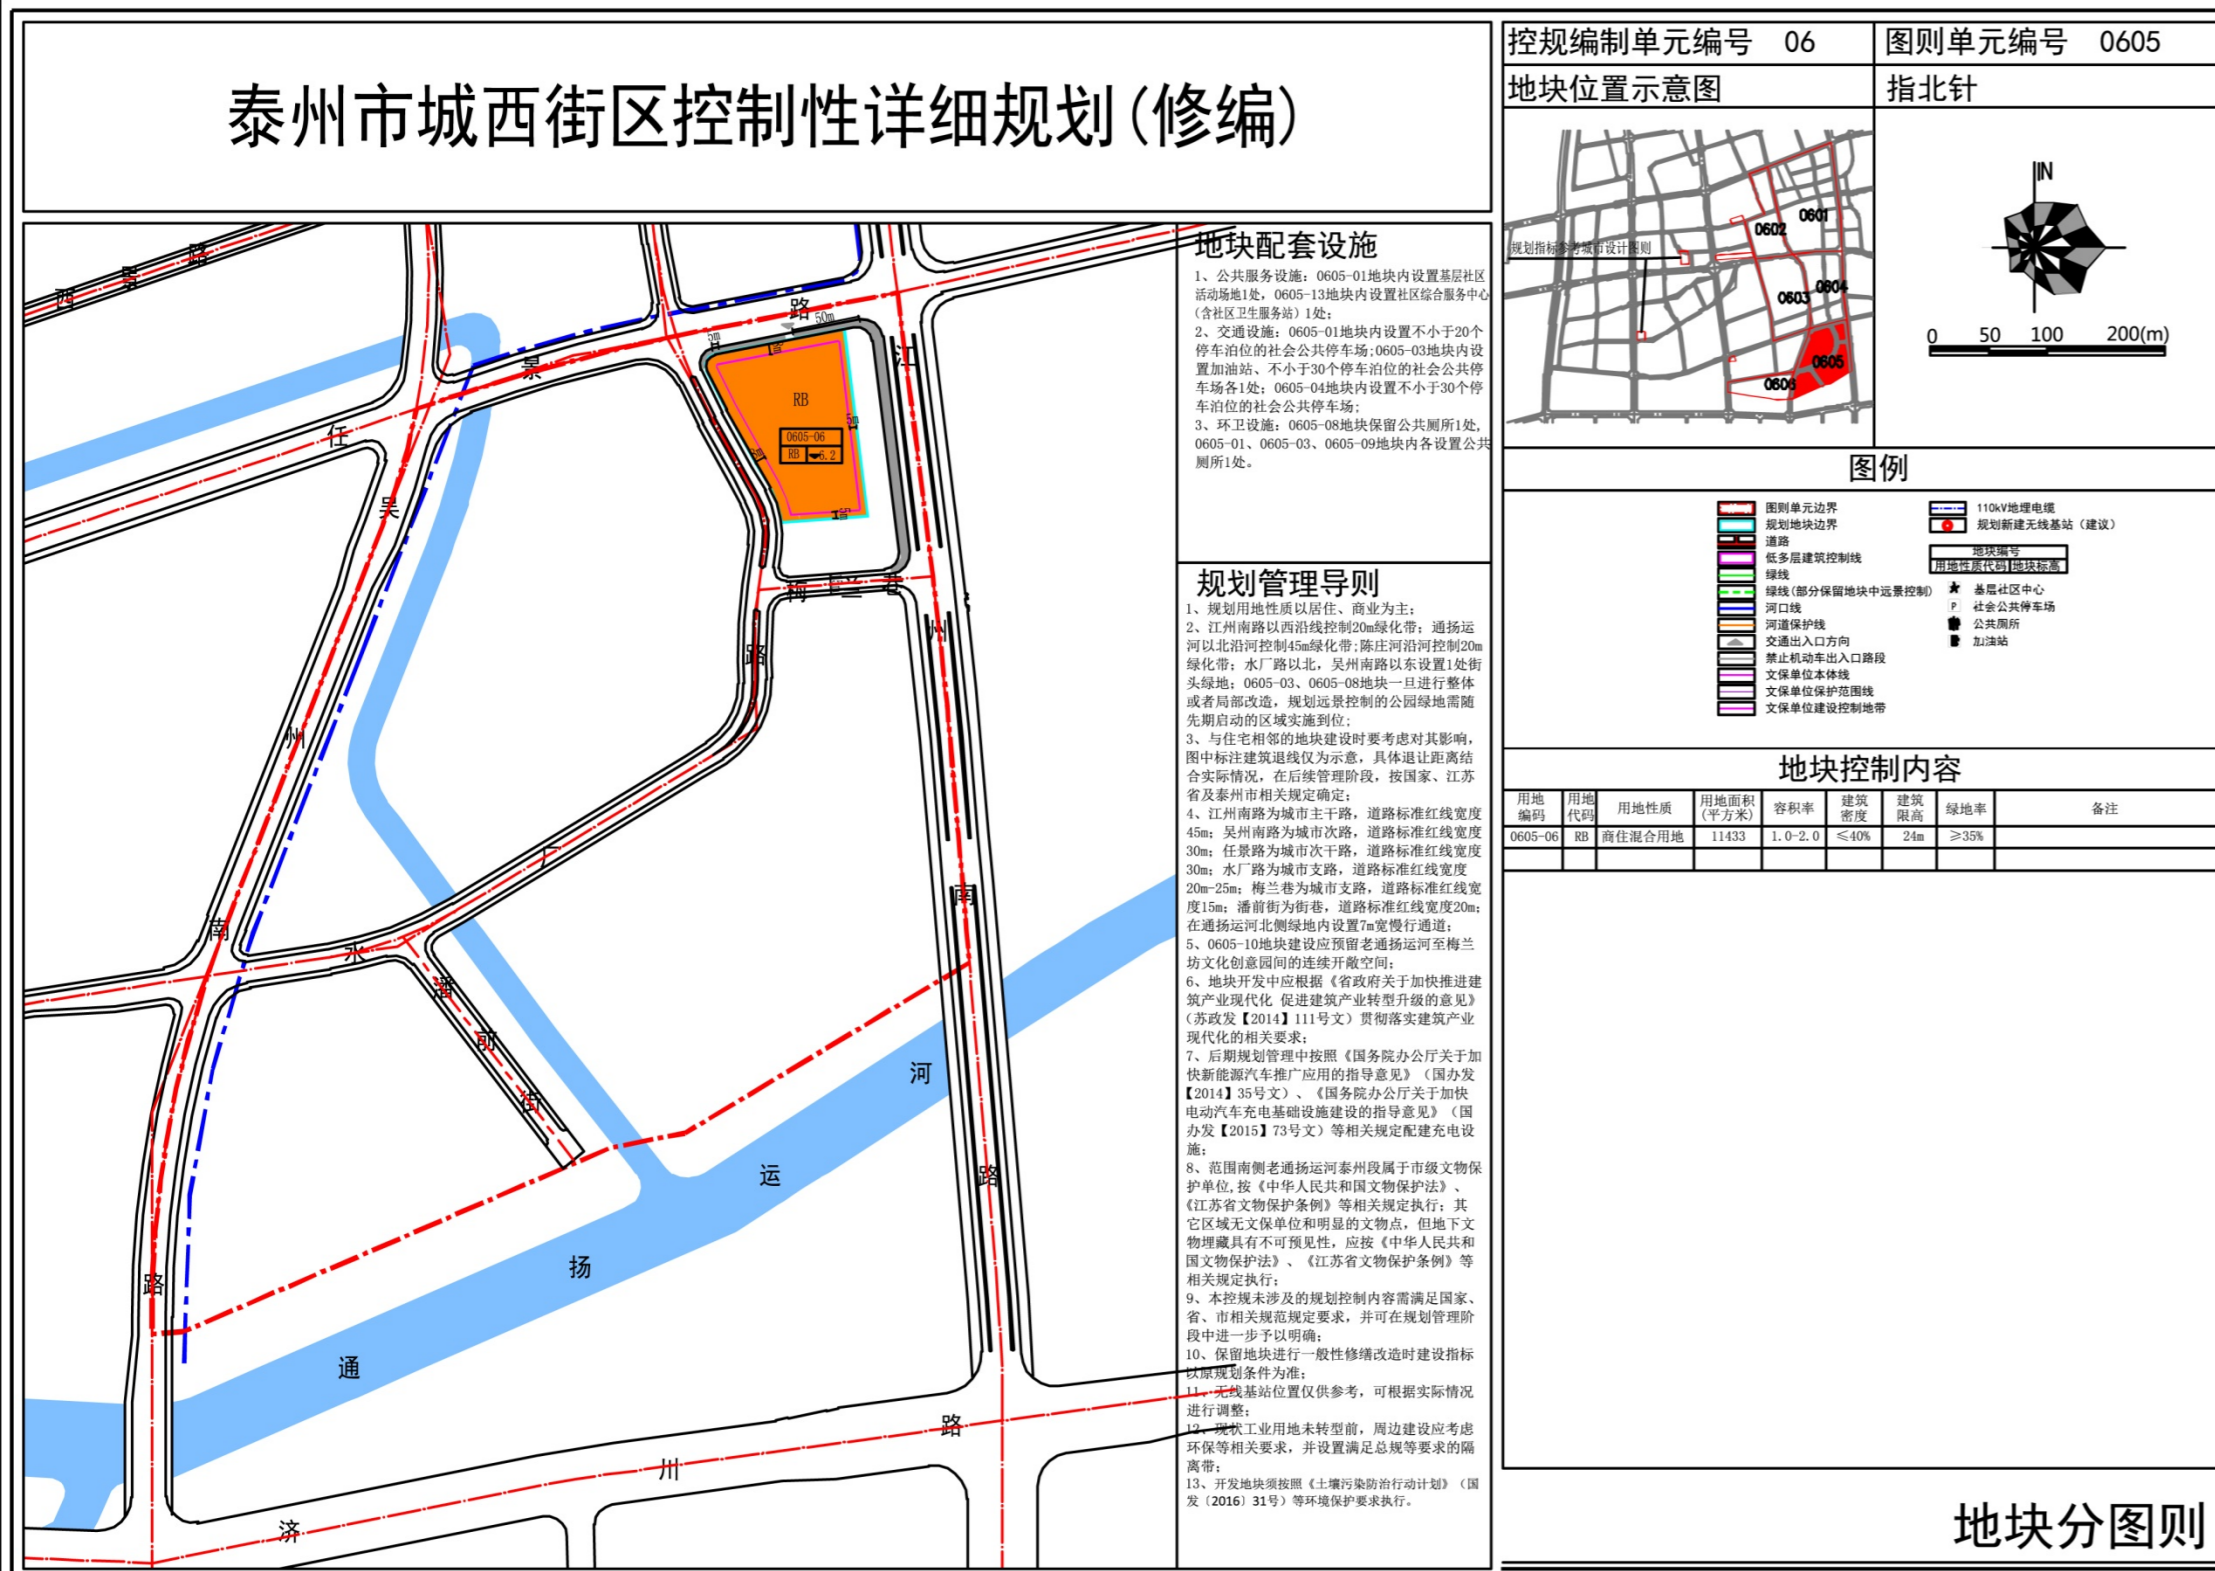 泰州市城西街区控制性详细规划(修编)
控规编制单元编号 06
图则单元编号 0605
地块位置示意图
指北针
规划指标参考城市设计图则
0601
0602
0603
0604
0605
0606
N
0 50 100 200(m)
图例
图则单元边界
规划地块边界
道路
低多层建筑控制线
绿线
绿线(部分保留地块中远景控制)
河口线
河道保护线
交通出入口方向
禁止机动车出入口路段
文保单位本体线
文保单位保护范围线
文保单位建设控制地带
110kV地埋电缆
规划新建无线基站（建议）
地块编号
用地性质代码 地块标高
基层社区中心
P 社会公共停车场
公共厕所
加油站
地块控制内容
用地编码 用地代码 用地性质 用地面积(平方米) 容积率 建筑密度 建筑限高 绿地率 备注
0605-06 RB 商住混合用地 11433 1.0-2.0 ≤40% 24m ≥35%
地块分图则
地块配套设施
1、公共服务设施：0605-01地块内设置基层社区
活动场地1处，0605-13地块内设置社区综合服务中心
(含社区卫生服务站）1处;
2、交通设施：0605-01地块内设置不小于20个
停车泊位的社会公共停车场;0605-03地块内设
置加油站、不小于30个停车泊位的社会公共停
车场各1处；0605-04地块内设置不小于30个停
车泊位的社会公共停车场;
3、环卫设施：0605-08地块保留公共厕所1处,
0605-01、0605-03、0605-09地块内各设置公共
厕所1处。
规划管理导则
1、规划用地性质以居住、商业为主;
2、江州南路以西沿线控制20m绿化带；通扬运
河以北沿河控制45m绿化带;陈庄河沿河控制20m
绿化带；水厂路以北，吴州南路以东设置1处街
头绿地；0605-03、0605-08地块一旦进行整体
或者局部改造，规划远景控制的公园绿地需随
先期启动的区域实施到位;
3、与住宅相邻的地块建设时要考虑对其影响，
图中标注建筑退线仅为示意，具体退让距离结
合实际情况，在后续管理阶段，按国家、江苏
省及泰州市相关规定确定;
4、江州南路为城市主干路，道路标准红线宽度
45m；吴州南路为城市次路，道路标准红线宽度
30m；任景路为城市次干路，道路标准红线宽度
30m；水厂路为城市支路，道路标准红线宽度
20m-25m；梅兰巷为城市支路，道路标准红线宽
度15m；潘前街为街巷，道路标准红线宽度20m;
在通扬运河北侧绿地内设置7m宽慢行通道;
5、0605-10地块建设应预留老通扬运河至梅兰
坊文化创意园间的连续开敞空间;
6、地块开发中应根据《省政府关于加快推进建
筑产业现代化 促进建筑产业转型升级的意见》
（苏政发【2014】111号文）贯彻落实建筑产业
现代化的相关要求;
7、后期规划管理中按照《国务院办公厅关于加
快新能源汽车推广应用的指导意见》（国办发
【2014】35号文）、《国务院办公厅关于加快
电动汽车充电基础设施建设的指导意见》（国
办发【2015】73号文）等相关规定配建充电设
施;
8、范围南侧老通扬运河泰州段属于市级文物保
护单位,按《中华人民共和国文物保护法》、
《江苏省文物保护条例》等相关规定执行；其
它区域无文保单位和明显的文物点，但地下文
物埋藏具有不可预见性，应按《中华人民共和
国文物保护法》、《江苏省文物保护条例》等
相关规定执行;
9、本控规未涉及的规划控制内容需满足国家、
省、市相关规范规定要求，并可在规划管理阶
段中进一步予以明确;
10、保留地块进行一般性修缮改造时建设指标
以原规划条件为准;
11、无线基站位置仅供参考，可根据实际情况
进行调整;
12、现状工业用地未转型前，周边建设应考虑
环保等相关要求，并设置满足总规等要求的隔
离带;
13、开发地块须按照《土壤污染防治行动计划》（国
发〔2016〕31号）等环境保护要求执行。
西景路
任景路
吴州南路
江州南路
梅兰巷
水厂路
潘前街
通扬运河
济川路
50m
5m
5m
5m
RB
0605-06
RB 6.2